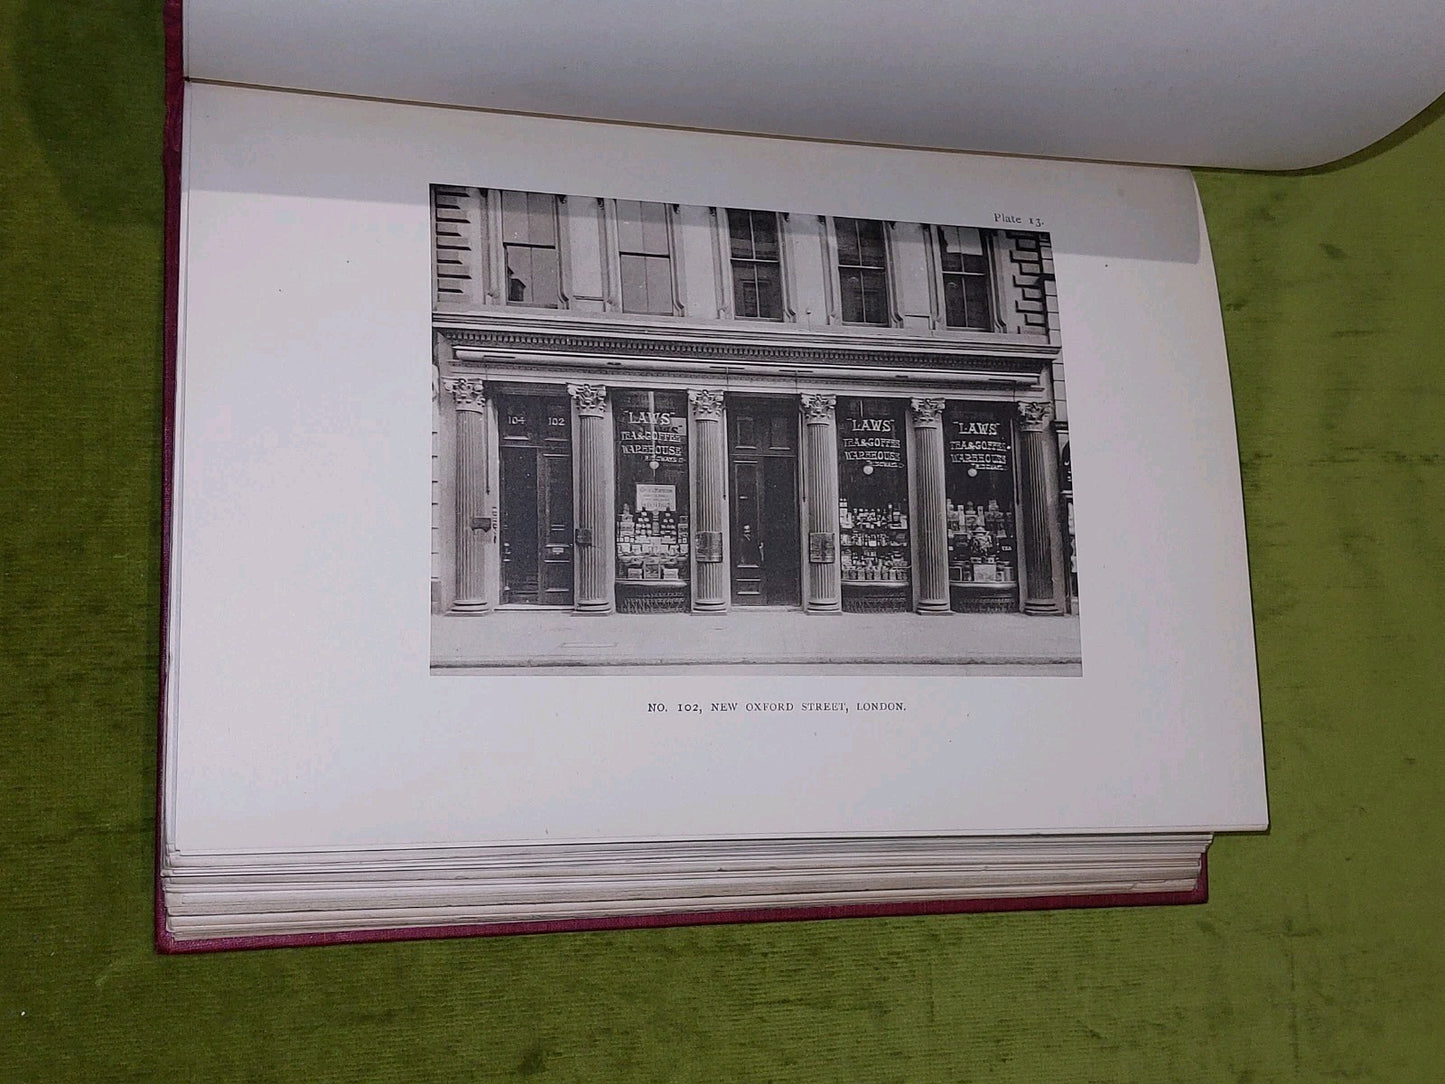 Plate 13.
104 102
"LAWS"
TEA & COFFEE
WAREHOUSE
"LAWS"
TEA & COFFEE
WAREHOUSE
"LAWS"
TEA & COFFEE
WAREHOUSE
NO. 102, NEW OXFORD STREET, LONDON.